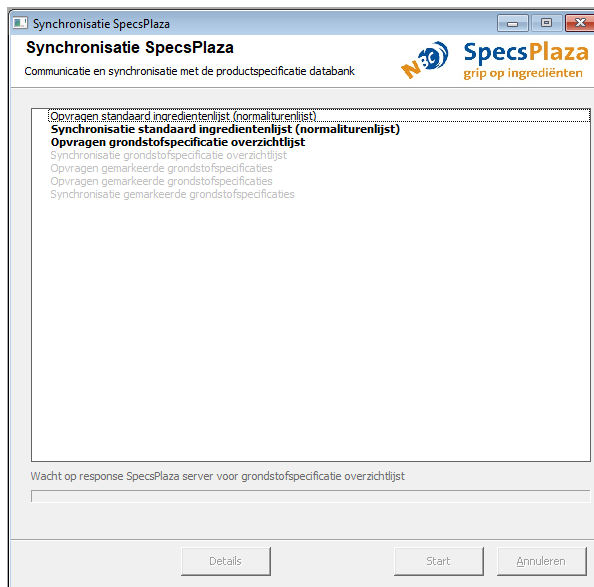 Synchronisatie SpecsPlaza
Synchronisatie SpecsPlaza
Communicatie en synchronisatie met de productspecificatie databank
NBC
SpecsPlaza
grip op ingrediënten
Opvragen standaard ingredientenlijst (normaliturenlijst)
Synchronisatie standaard ingredientenlijst (normaliturenlijst)
Opvragen grondstofspecificatie overzichtlijst
Synchronisatie grondstofspecificatie overzichtlijst
Opvragen gemarkeerde grondstofspecificaties
Opvragen gemarkeerde grondstofspecificaties
Synchronisatie gemarkeerde grondstofspecificaties
Wacht op response SpecsPlaza server voor grondstofspecificatie overzichtlijst
Details
Start
Annuleren